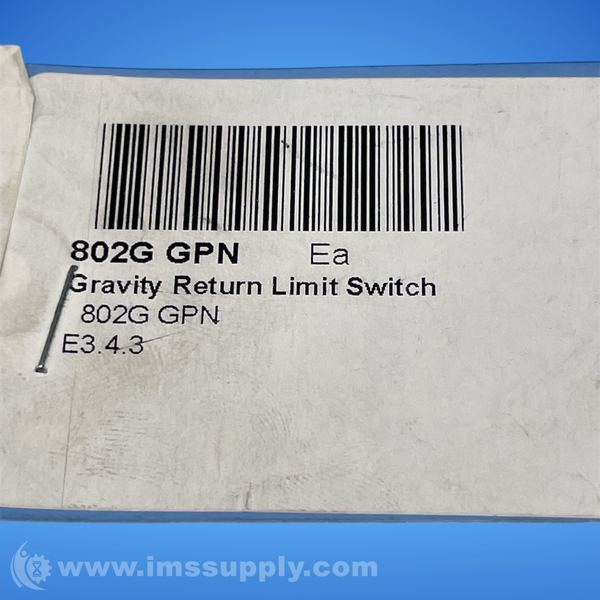 802G GPN Ea
Gravity Return Limit Switch
802G GPN
E3.4.3
www.imssupply.com